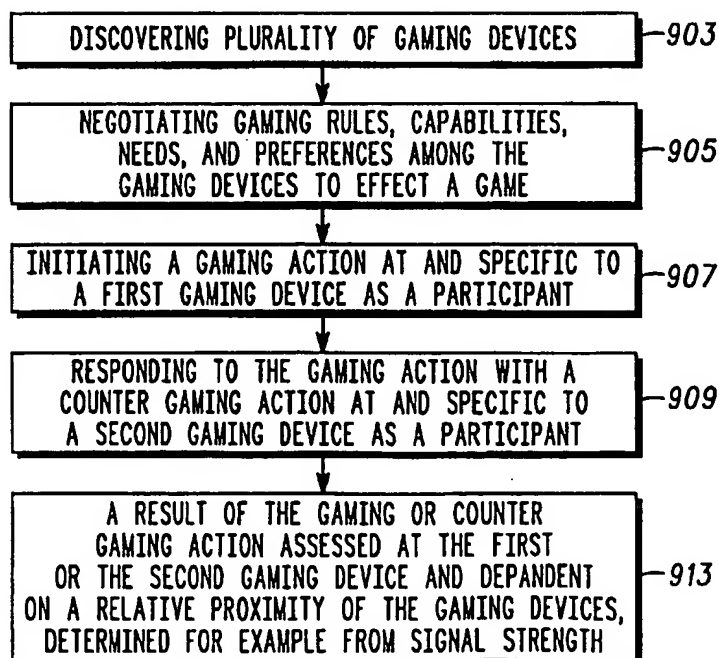 DISCOVERING PLURALITY OF GAMING DEVICES 903
NEGOTIATING GAMING RULES, CAPABILITIES,
NEEDS, AND PREFERENCES AMONG THE 905
GAMING DEVICES TO EFFECT A GAME
INITIATING A GAMING ACTION AT AND SPECIFIC TO 907
A FIRST GAMING DEVICE AS A PARTICIPANT
RESPONDING TO THE GAMING ACTION WITH A
COUNTER GAMING ACTION AT AND SPECIFIC TO 909
A SECOND GAMING DEVICE AS A PARTICIPANT
A RESULT OF THE GAMING OR COUNTER
GAMING ACTION ASSESSED AT THE FIRST
OR THE SECOND GAMING DEVICE AND DEPANDENT 913
ON A RELATIVE PROXIMITY OF THE GAMING DEVICES,
DETERMINED FOR EXAMPLE FROM SIGNAL STRENGTH